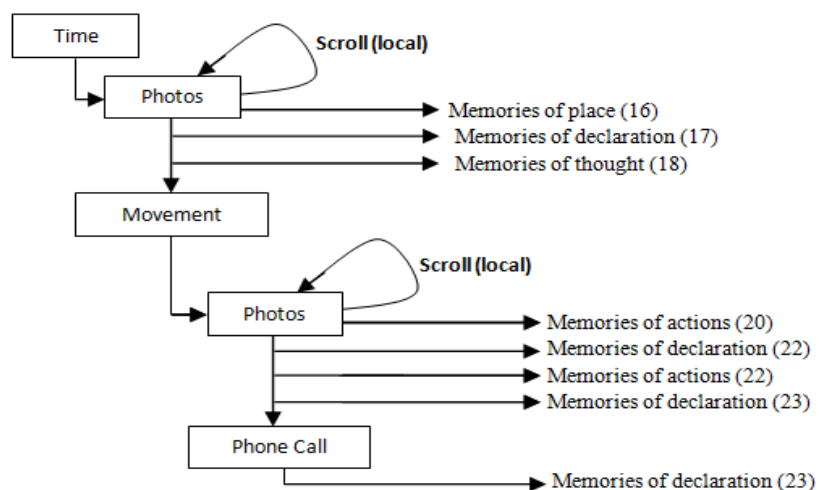 Time
Scroll (local)
Photos
Memories of place (16)
Memories of declaration (17)
Memories of thought (18)
Movement
Scroll (local)
Photos
Memories of actions (20)
Memories of declaration (22)
Memories of actions (22)
Memories of declaration (23)
Phone Call
Memories of declaration (23)